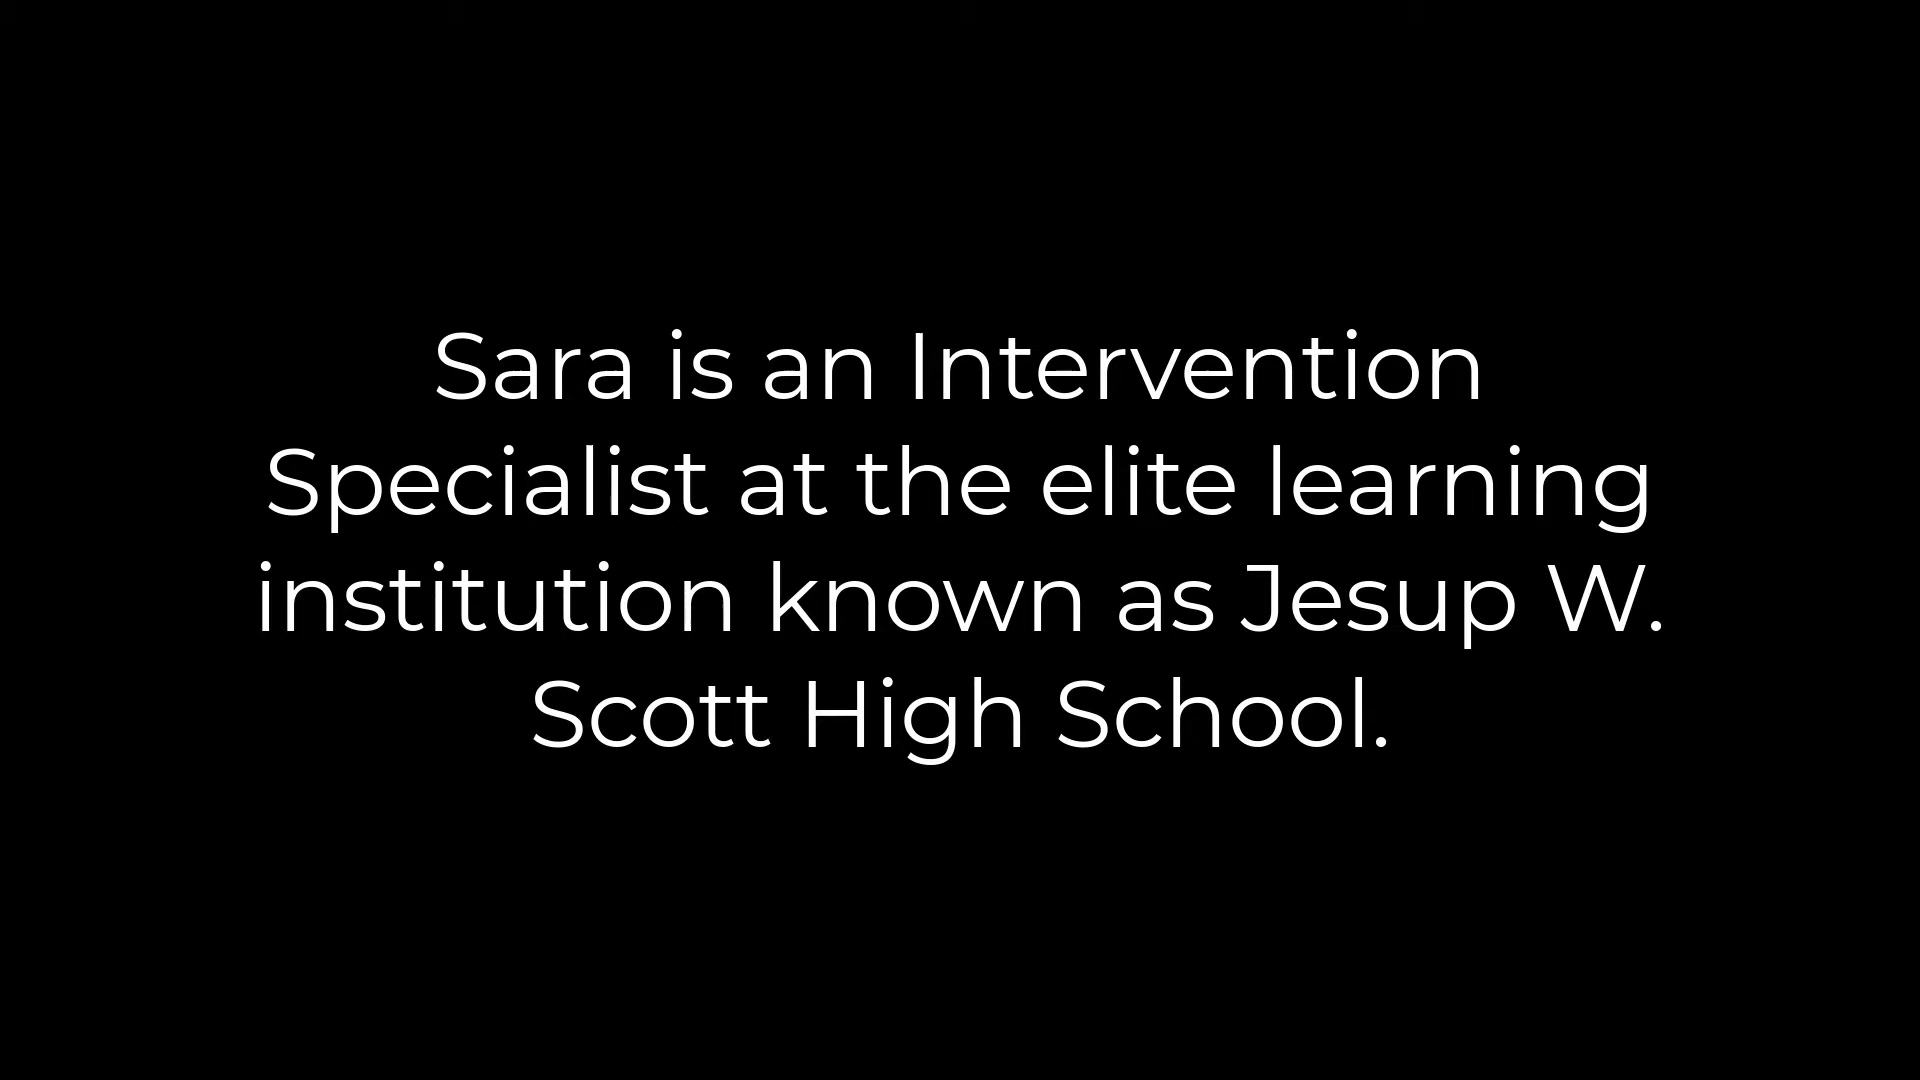 Sara is an Intervention
Specialist at the elite learning
institution known as Jesup W.
Scott High School.